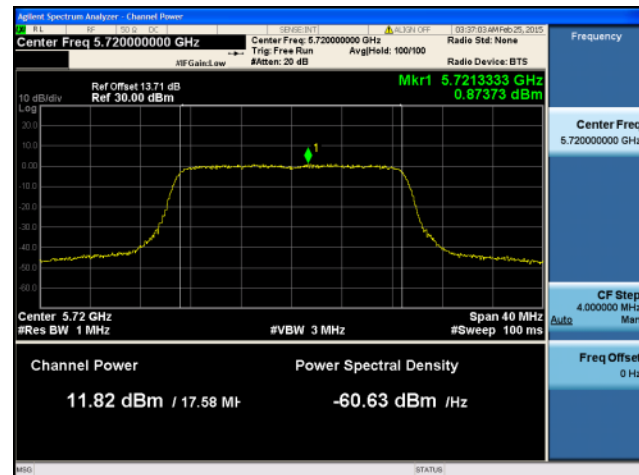 Agilent Spectrum Analyzer - Channel Power
RL RF 50 Ω DC SENSE:INT ALIGN OFF 03:37:03 AM Feb 25, 2015
Center Freq 5.720000000 GHz
Center Freq: 5.720000000 GHz Radio Std: None
Trig: Free Run Avg|Hold: 100/100
#IFGain:Low #Atten: 20 dB Radio Device: BTS
Ref Offset 13.71 dB Mkr1 5.7213333 GHz
10 dB/div Ref 30.00 dBm 0.87373 dBm
Log
20.0
10.0
1
0.00
-10.0
-20.0
-30.0
-40.0
-50.0
-60.0
Center 5.72 GHz Span 40 MHz
#Res BW 1 MHz #VBW 3 MHz #Sweep 100 ms
Channel Power Power Spectral Density
11.82 dBm / 17.58 MH -60.63 dBm /Hz
MSG STATUS
Frequency
Center Freq
5.720000000 GHz
CF Step
4.000000 MHz
Auto Man
Freq Offset
0 Hz